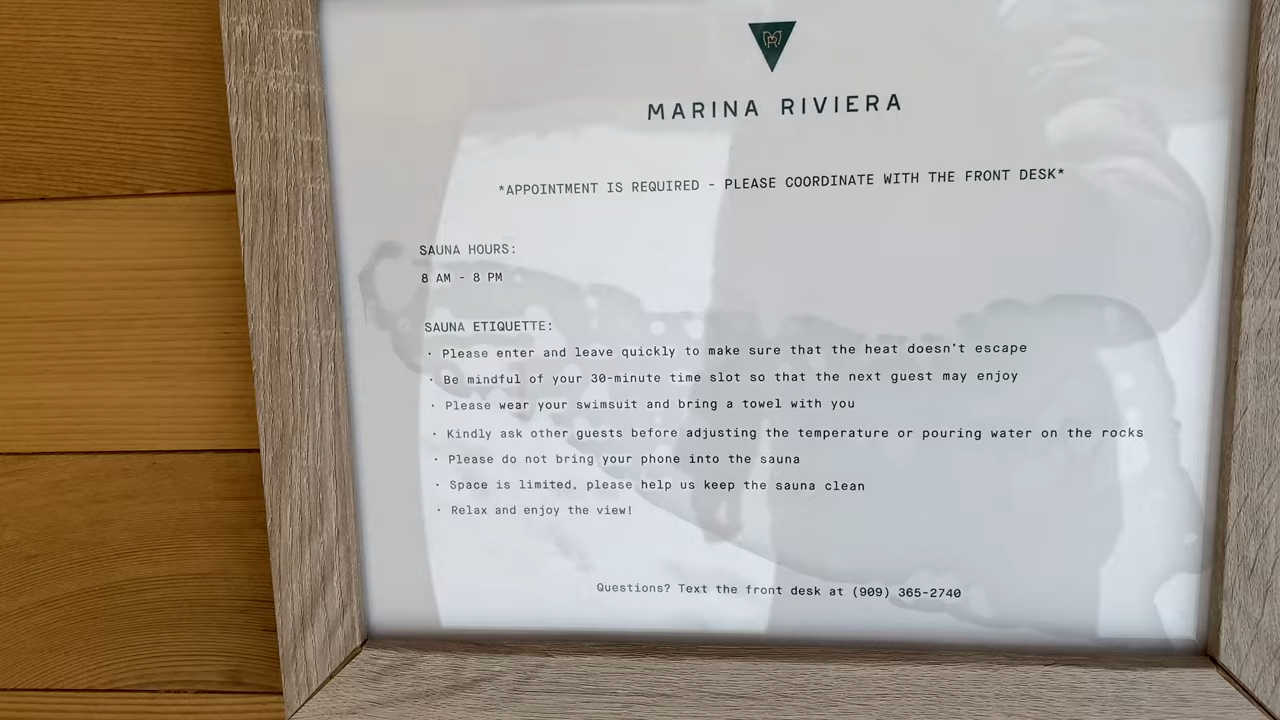 MARINA RIVIERA
*APPOINTMENT IS REQUIRED - PLEASE COORDINATE WITH THE FRONT DESK*
SAUNA HOURS:
8 AM - 8 PM
SAUNA ETIQUETTE:
· Please enter and leave quickly to make sure that the heat doesn't escape
· Be mindful of your 30-minute time slot so that the next guest may enjoy
· Please wear your swimsuit and bring a towel with you
· Kindly ask other guests before adjusting the temperature or pouring water on the rocks
· Please do not bring your phone into the sauna
· Space is limited, please help us keep the sauna clean
· Relax and enjoy the view!
Questions? Text the front desk at (909) 365-2740